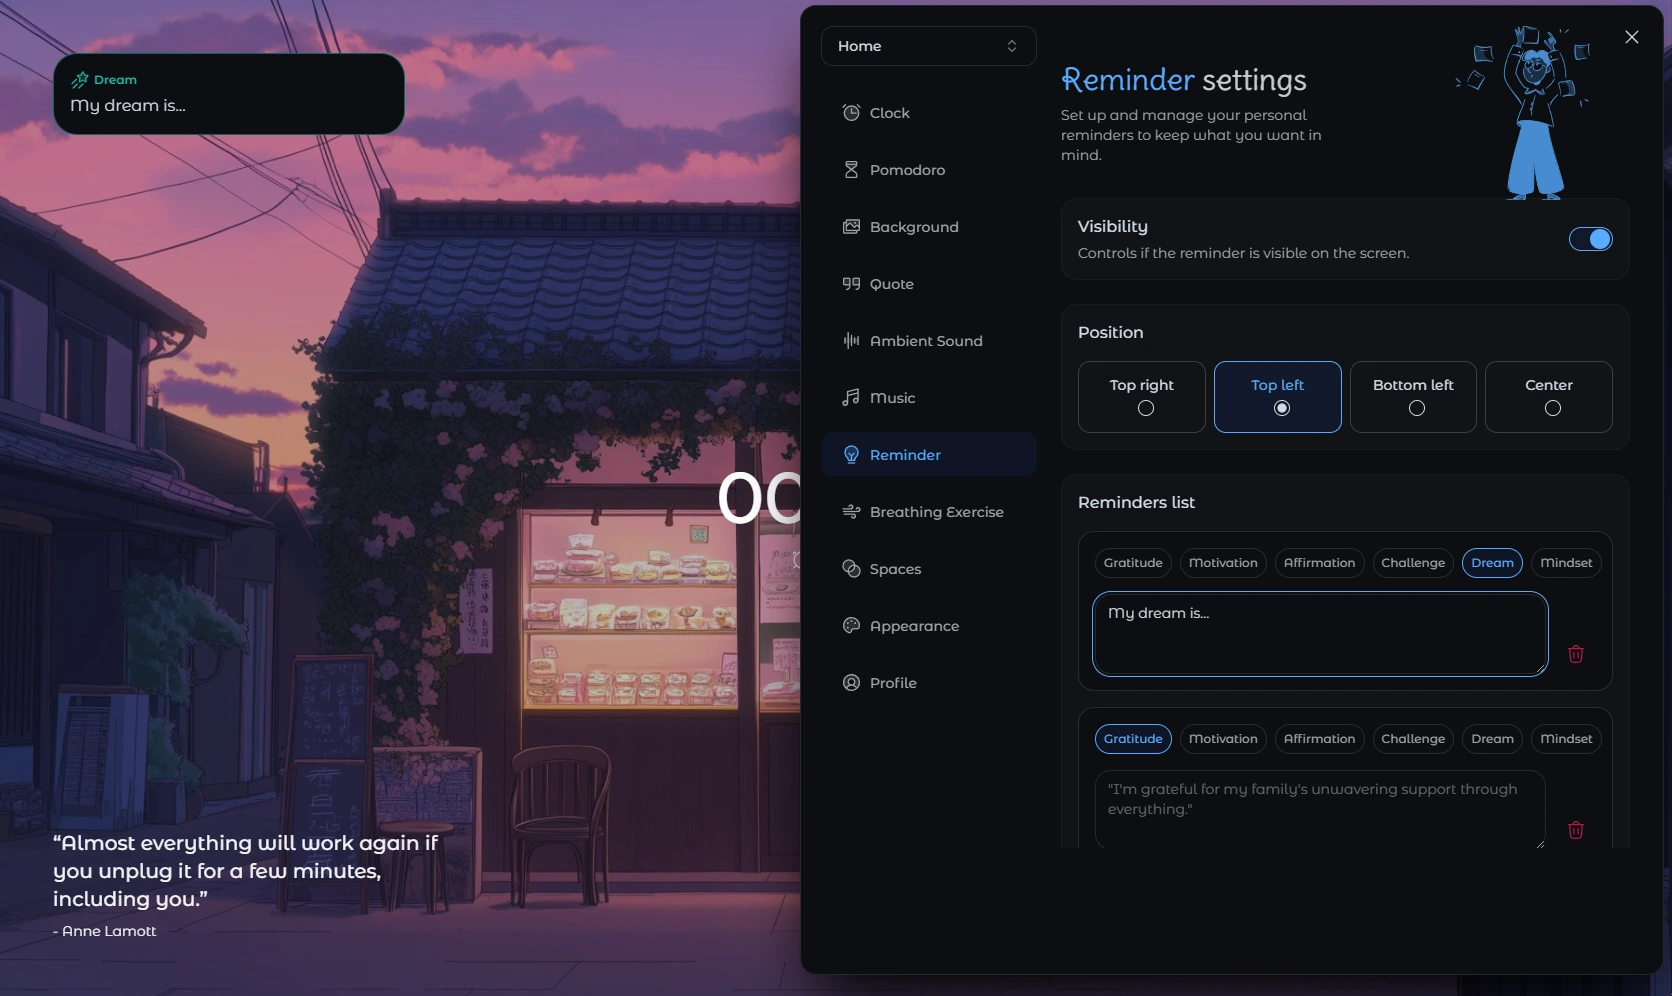 Dream
My dream is...
“Almost everything will work again if
you unplug it for a few minutes,
including you.”
- Anne Lamott
Home
Clock
Pomodoro
Background
Quote
Ambient Sound
Music
Reminder
Breathing Exercise
Spaces
Appearance
Profile
Reminder settings
Set up and manage your personal
reminders to keep what you want in
mind.
Visibility
Controls if the reminder is visible on the screen.
Position
Top right
Top left
Bottom left
Center
Reminders list
Gratitude Motivation Affirmation Challenge Dream Mindset
My dream is...
Gratitude Motivation Affirmation Challenge Dream Mindset
"I'm grateful for my family's unwavering support through
everything."